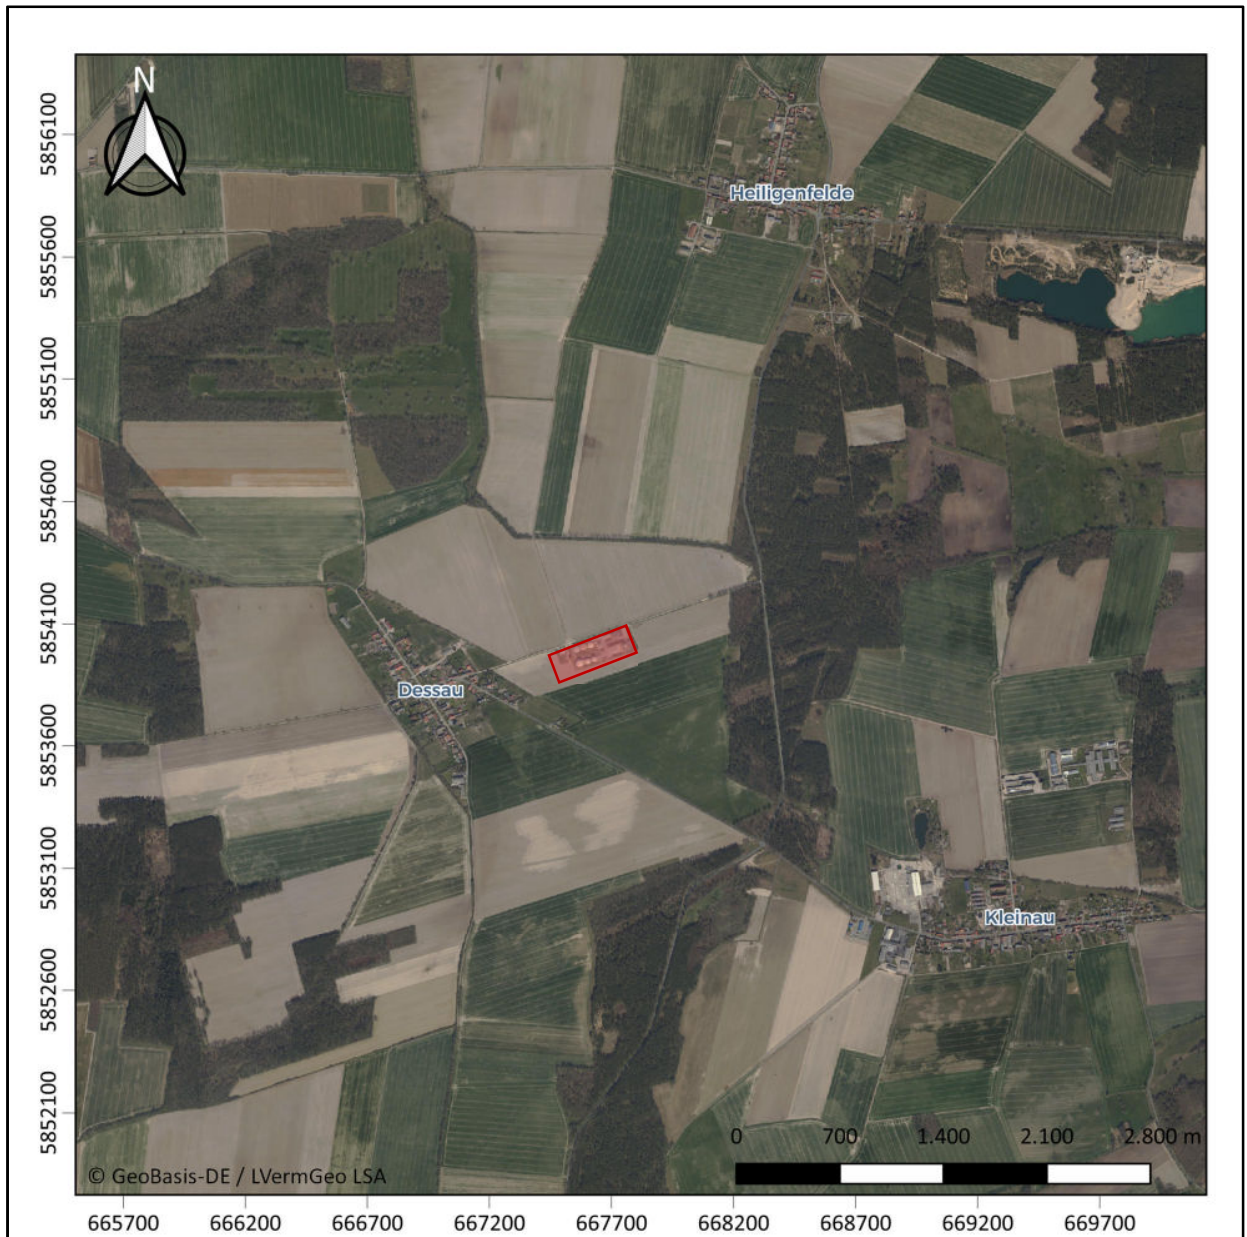 N
5856100
Heiligenfelde
5855600
5855100
5854600
5854100
Dessau
5853600
5853100
Kleinau
5852600
5852100
0 700 1.400 2.100 2.800 m
© GeoBasis-DE / LVermGeo LSA
665700 666200 666700 667200 667700 668200 668700 669200 669700